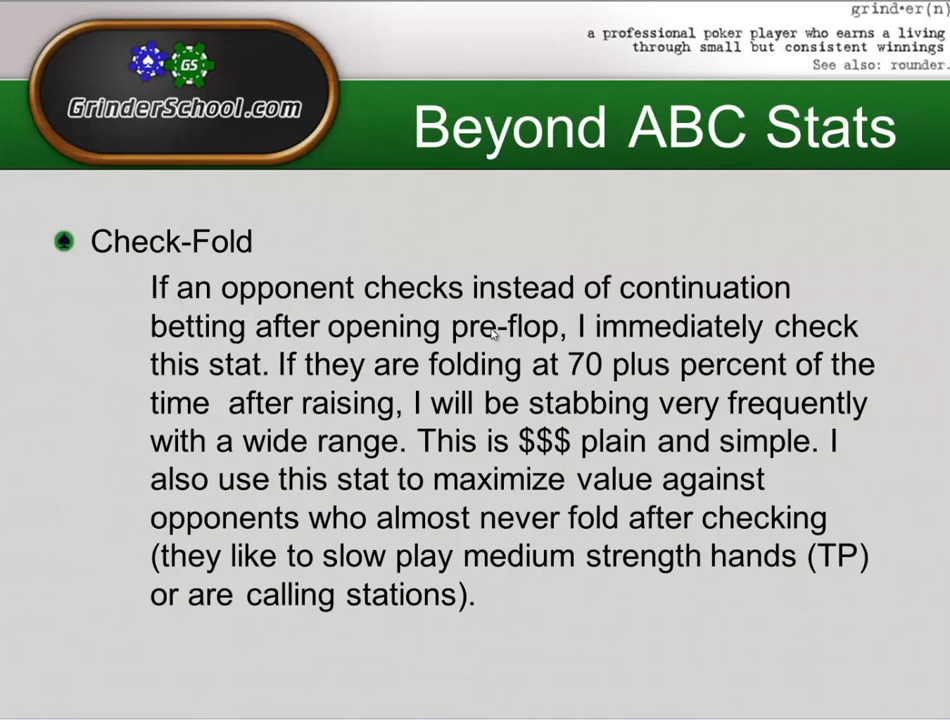 grind•er(n)
a professional poker player who earns a living
through small but consistent winnings
See also: rounder.
GS
GrinderSchool.com
Beyond ABC Stats
Check-Fold
If an opponent checks instead of continuation
betting after opening pre-flop, I immediately check
this stat. If they are folding at 70 plus percent of the
time after raising, I will be stabbing very frequently
with a wide range. This is $$$ plain and simple. I
also use this stat to maximize value against
opponents who almost never fold after checking
(they like to slow play medium strength hands (TP)
or are calling stations).